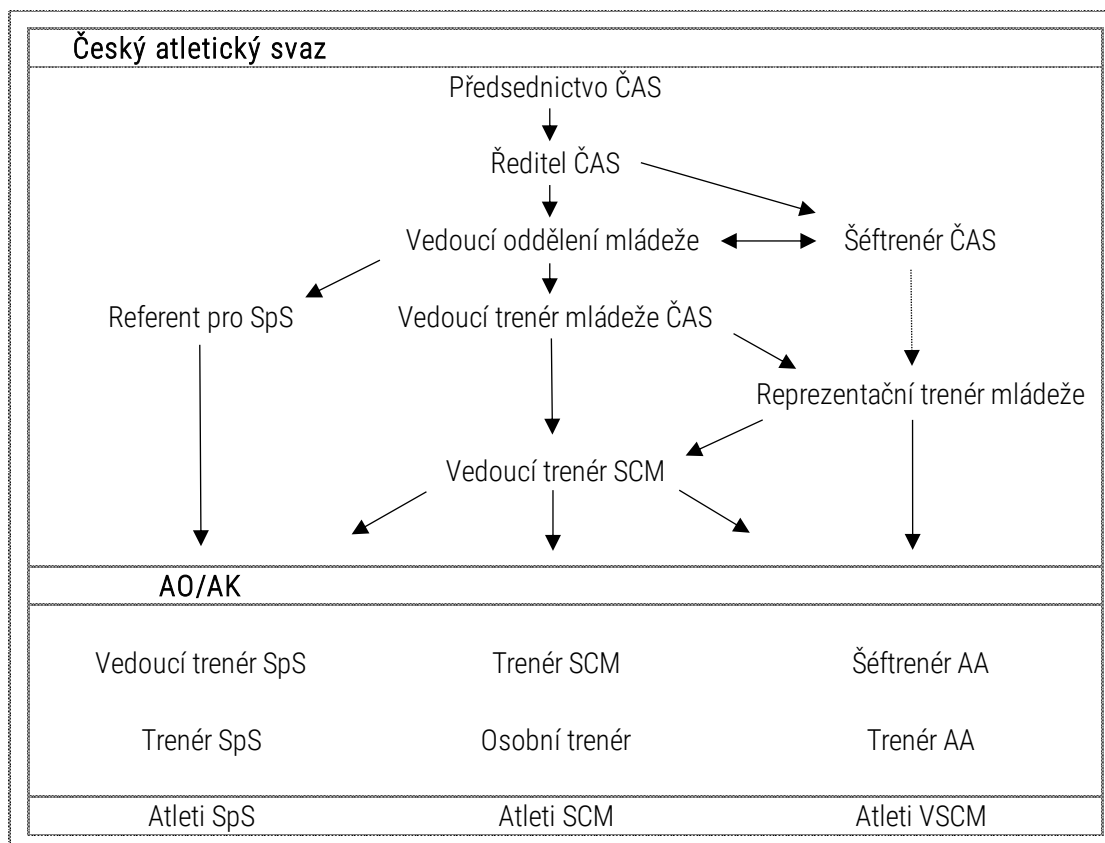 Český atletický svaz
Předsednictvo ČAS
Ředitel ČAS
Vedoucí oddělení mládeže
Šéftrenér ČAS
Referent pro SpS
Vedoucí trenér mládeže ČAS
Reprezentační trenér mládeže
Vedoucí trenér SCM
AO/AK
Vedoucí trenér SpS
Trenér SCM
Šéftrenér AA
Trenér SpS
Osobní trenér
Trenér AA
Atleti SpS
Atleti SCM
Atleti VSCM